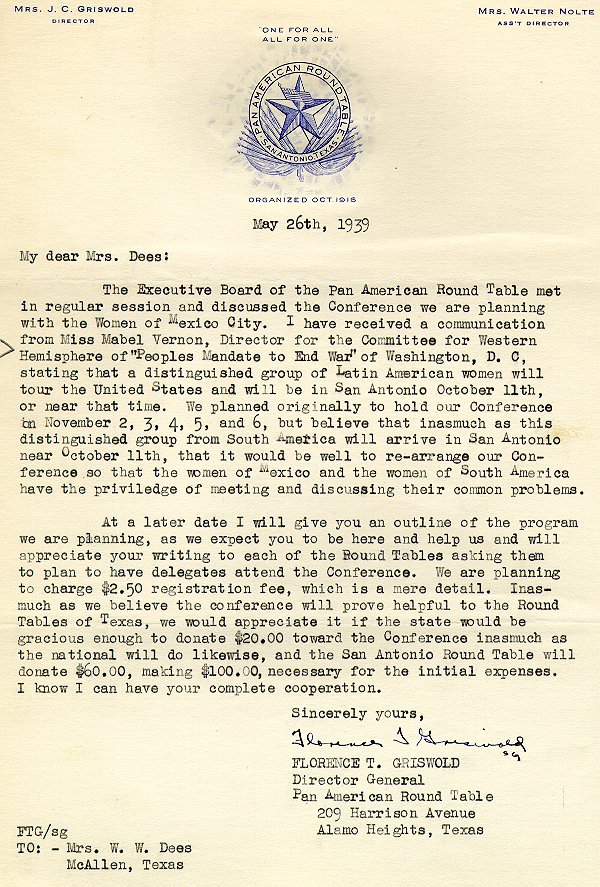 MRS. J. C. GRISWOLD
DIRECTOR
MRS. WALTER NOLTE
ASS'T DIRECTOR
"ONE FOR ALL
ALL FOR ONE"
PAN AMERICAN ROUND TABLE
SAN ANTONIO, TEXAS
ORGANIZED OCT. 1916
May 26th, 1939
My dear Mrs. Dees:
The Executive Board of the Pan American Round Table met
in regular session and discussed the Conference we are planning
with the Women of Mexico City. I have received a communication
from Miss Mabel Vernon, Director for the Committee for Western
Hemisphere of "Peoples Mandate to End War" of Washington, D. C,
stating that a distinguished group of Latin American women will
tour the United States and will be in San Antonio October 11th,
or near that time. We planned originally to hold our Conference
on November 2, 3, 4, 5, and 6, but believe that inasmuch as this
distinguished group from South America will arrive in San Antonio
near October 11th, that it would be well to re-arrange our Con-
ference so that the women of Mexico and the women of South America
have the priviledge of meeting and discussing their common problems.
At a later date I will give you an outline of the program
we are planning, as we expect you to be here and help us and will
appreciate your writing to each of the Round Tables asking them
to plan to have delegates attend the Conference. We are planning
to charge $2.50 registration fee, which is a mere detail. Inas-
much as we believe the conference will prove helpful to the Round
Tables of Texas, we would appreciate it if the state would be
gracious enough to donate $20.00 toward the Conference inasmuch as
the national will do likewise, and the San Antonio Round Table will
donate $60.00, making $100.00, necessary for the initial expenses.
I know I can have your complete cooperation.
Sincerely yours,
Florence T Griswold
sg
FLORENCE T. GRISWOLD
Director General
Pan American Round Table
209 Harrison Avenue
Alamo Heights, Texas
FTG/sg
TO: - Mrs. W. W. Dees
McAllen, Texas